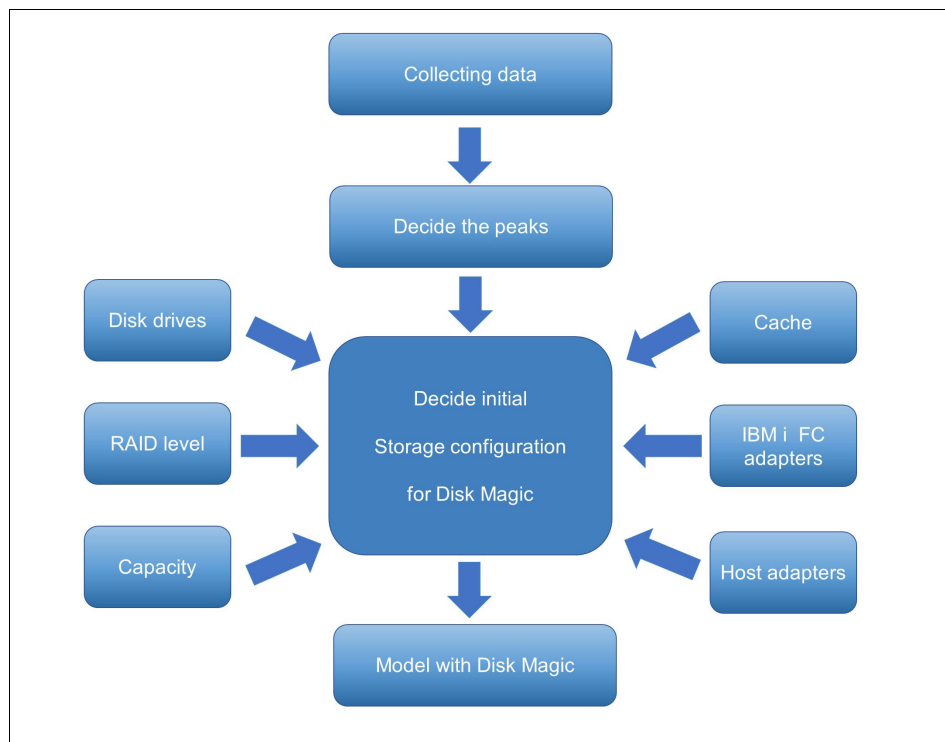 Collecting data
Decide the peaks
Disk drives
Cache
Decide initial
Storage configuration
for Disk Magic
RAID level
IBM i FC
adapters
Capacity
Host adapters
Model with Disk Magic